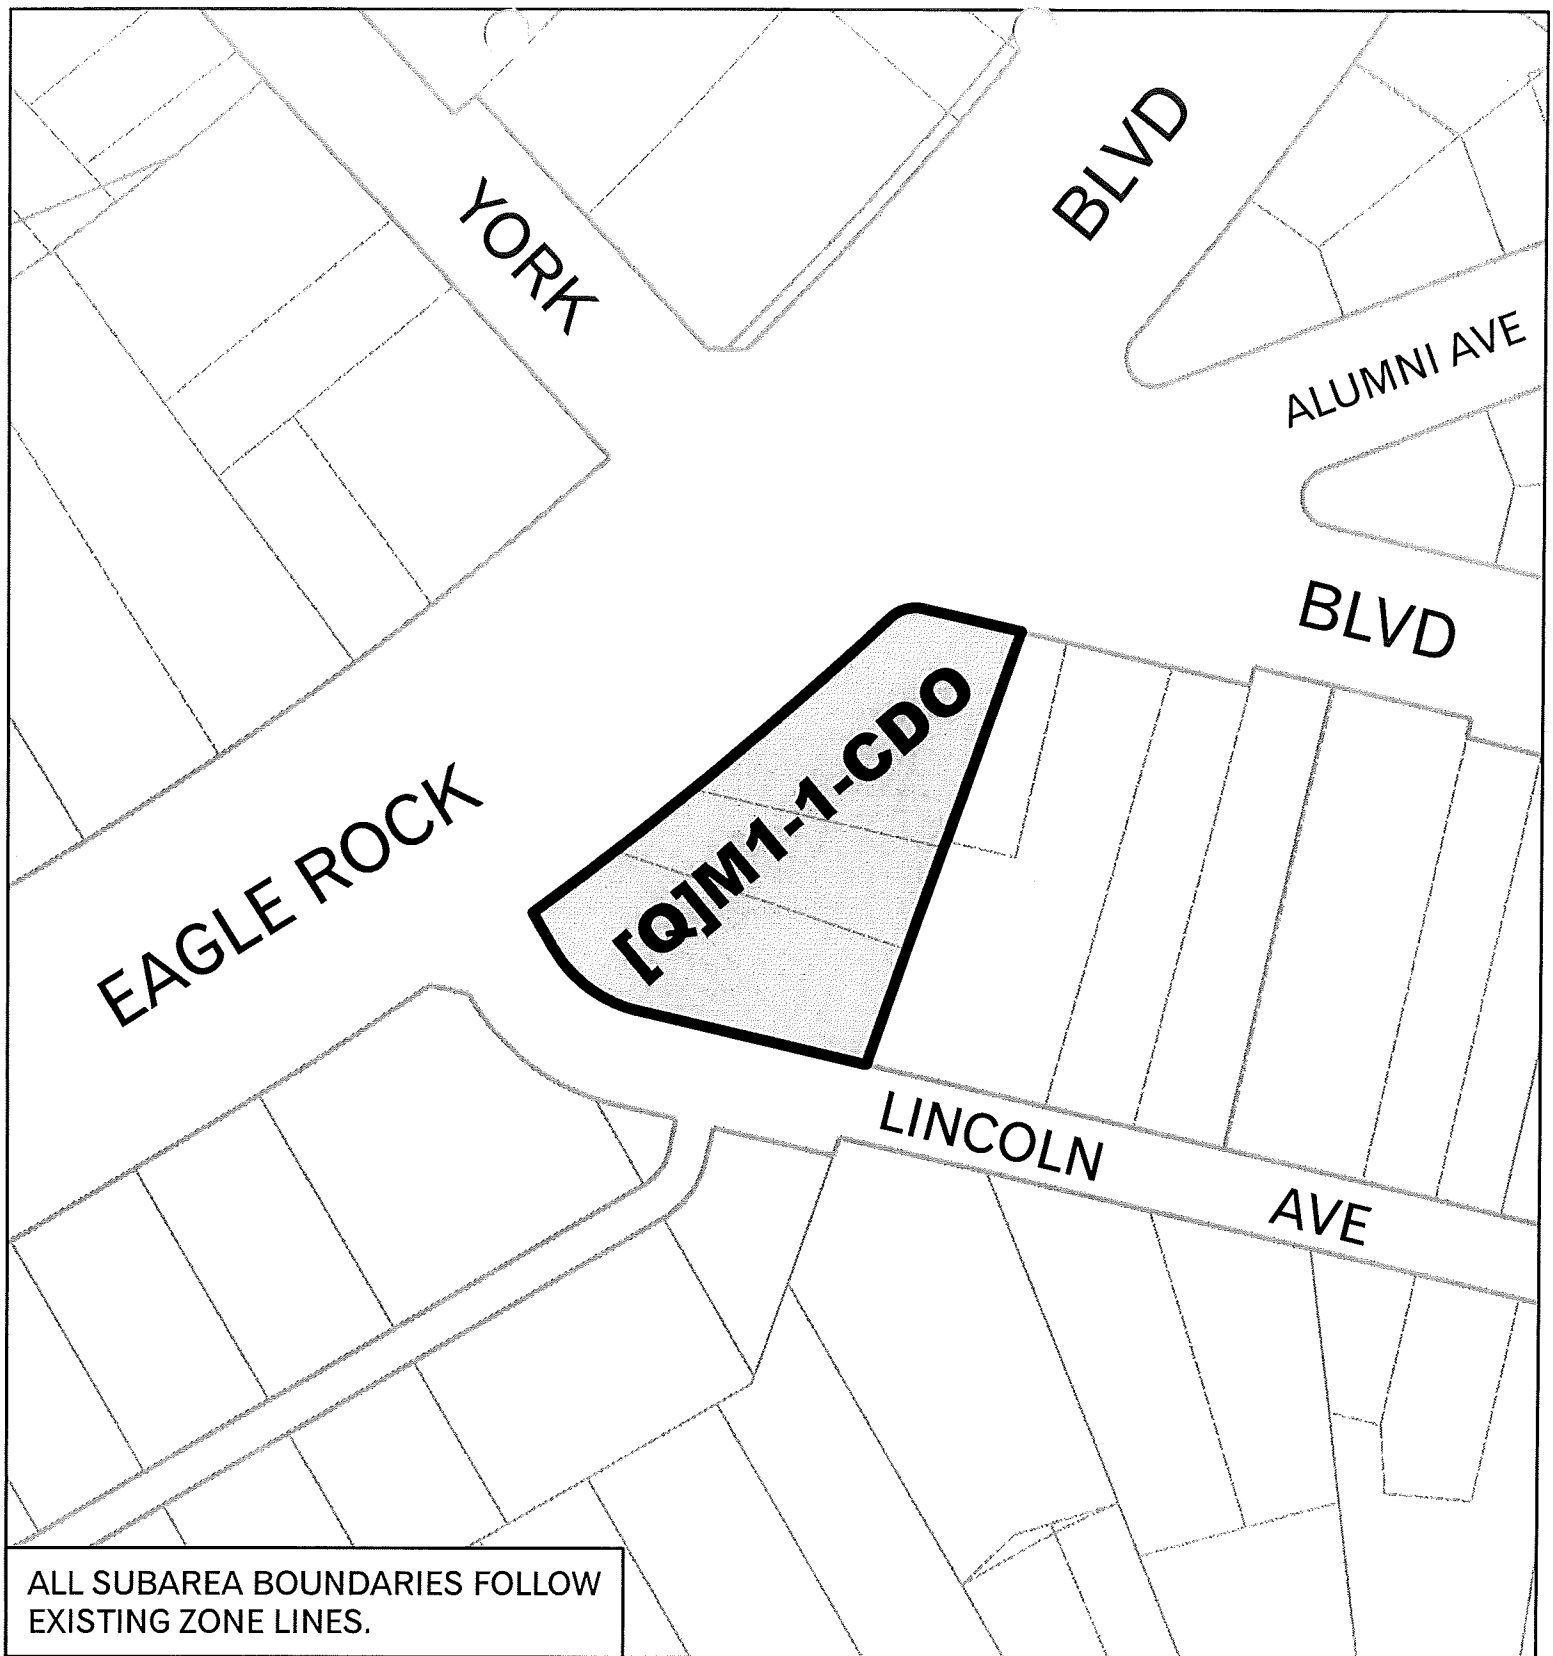 BLVD
YORK
ALUMNI AVE
BLVD
[Q]M1-1-CDO
EAGLE ROCK
LINCOLN
AVE
ALL SUBAREA BOUNDARIES FOLLOW
EXISTING ZONE LINES.